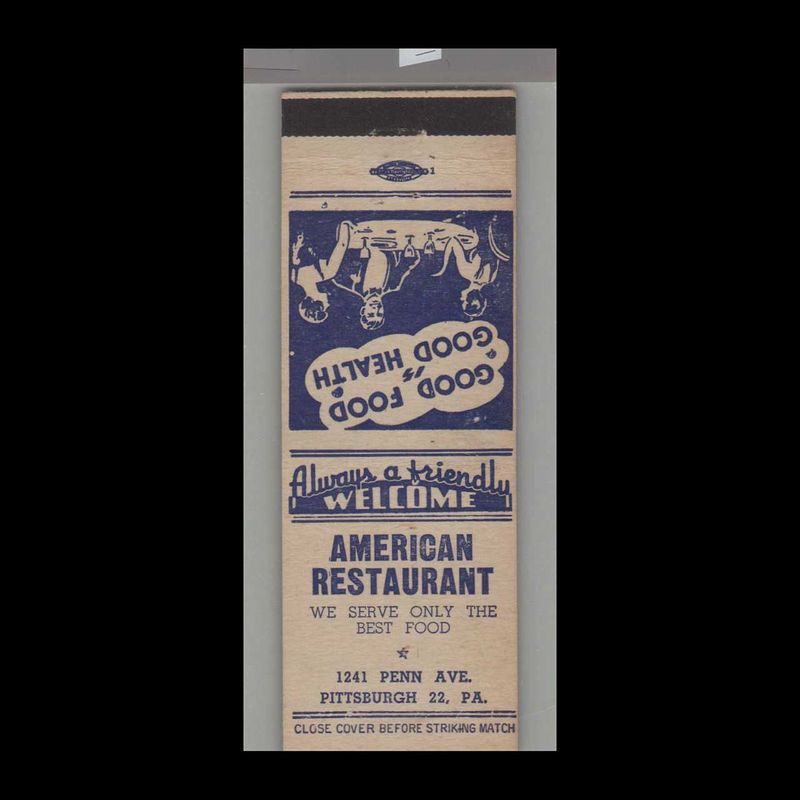 1
GOOD FOOD
IS
GOOD HEALTH
Always a friendly
WELCOME
AMERICAN
RESTAURANT
WE SERVE ONLY THE
BEST FOOD
1241 PENN AVE.
PITTSBURGH 22, PA.
CLOSE COVER BEFORE STRIKING MATCH